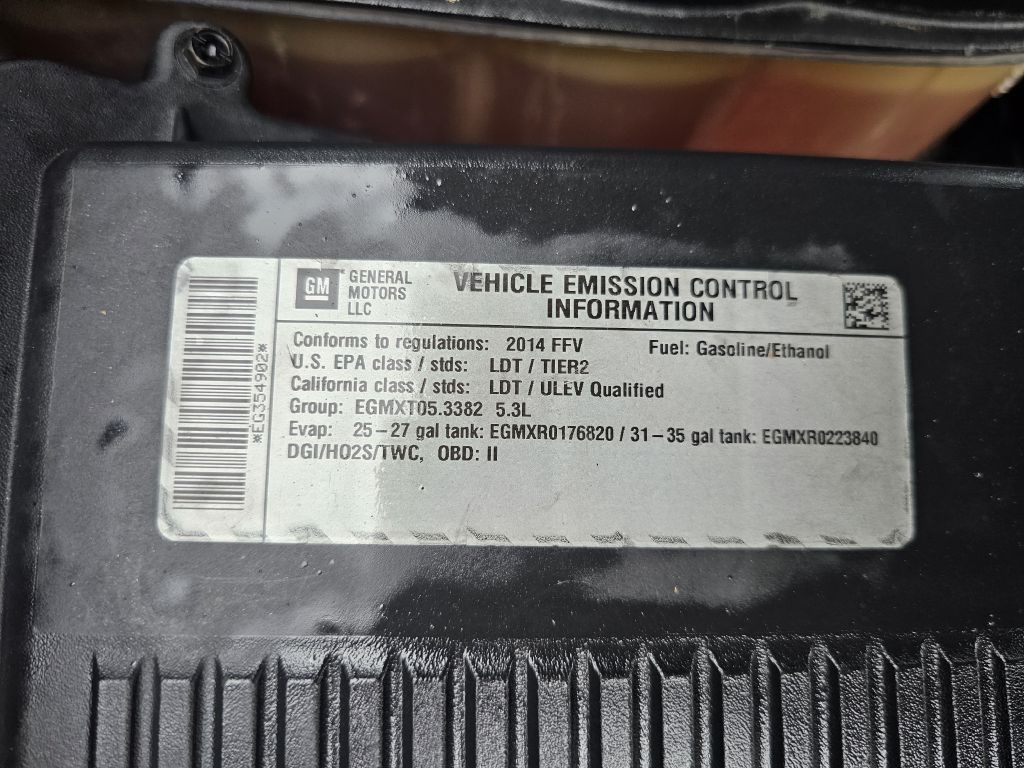 *EG354902*
GM
GENERAL
MOTORS
LLC
VEHICLE EMISSION CONTROL
INFORMATION
Conforms to regulations: 2014 FFV Fuel: Gasoline/Ethanol
U.S. EPA class / stds: LDT / TIER2
California class / stds: LDT / ULEV Qualified
Group: EGMXT05.3382 5.3L
Evap: 25-27 gal tank: EGMXR0176820 / 31-35 gal tank: EGMXR0223840
DGI/HO2S/TWC, OBD: II